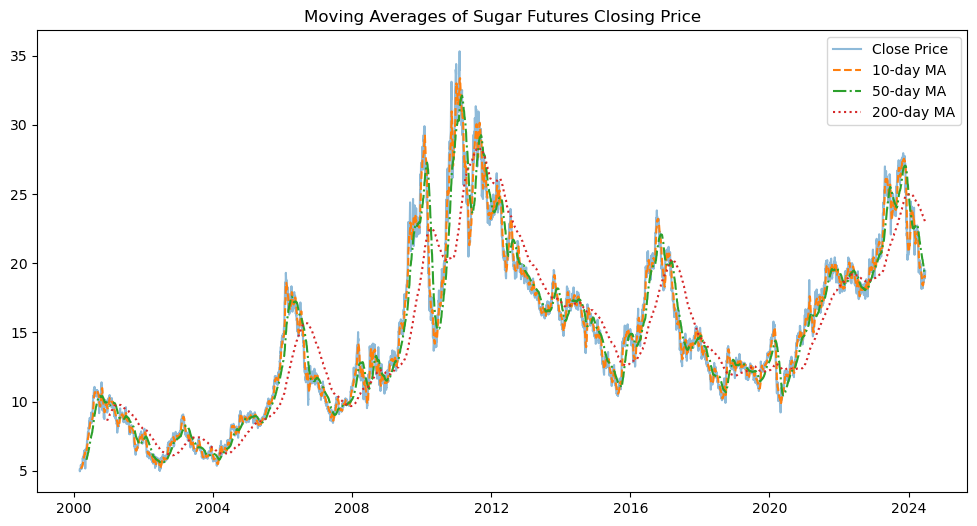 Moving Averages of Sugar Futures Closing Price
Close Price
10-day MA
50-day MA
200-day MA
35
30
25
20
15
10
5
2000
2004
2008
2012
2016
2020
2024